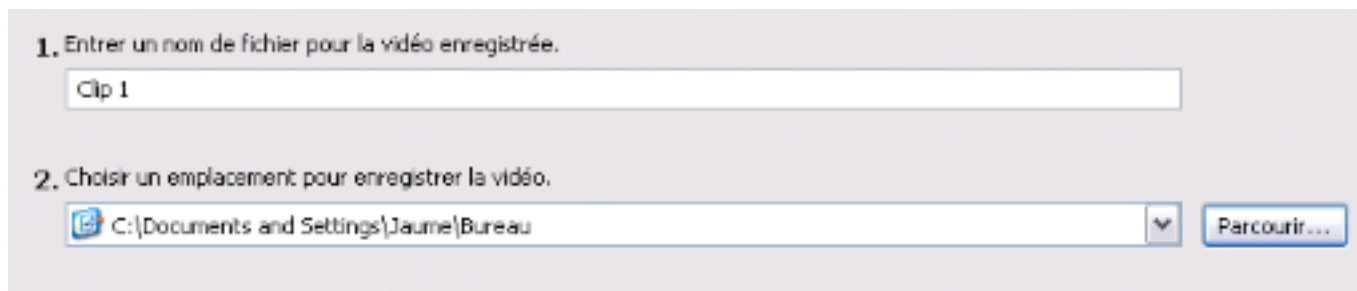 1. Entrer un nom de fichier pour la vidéo enregistrée.
Clip 1
2. Choisir un emplacement pour enregistrer la vidéo.
C:\Documents and Settings\Jaume\Bureau
Parcourir...